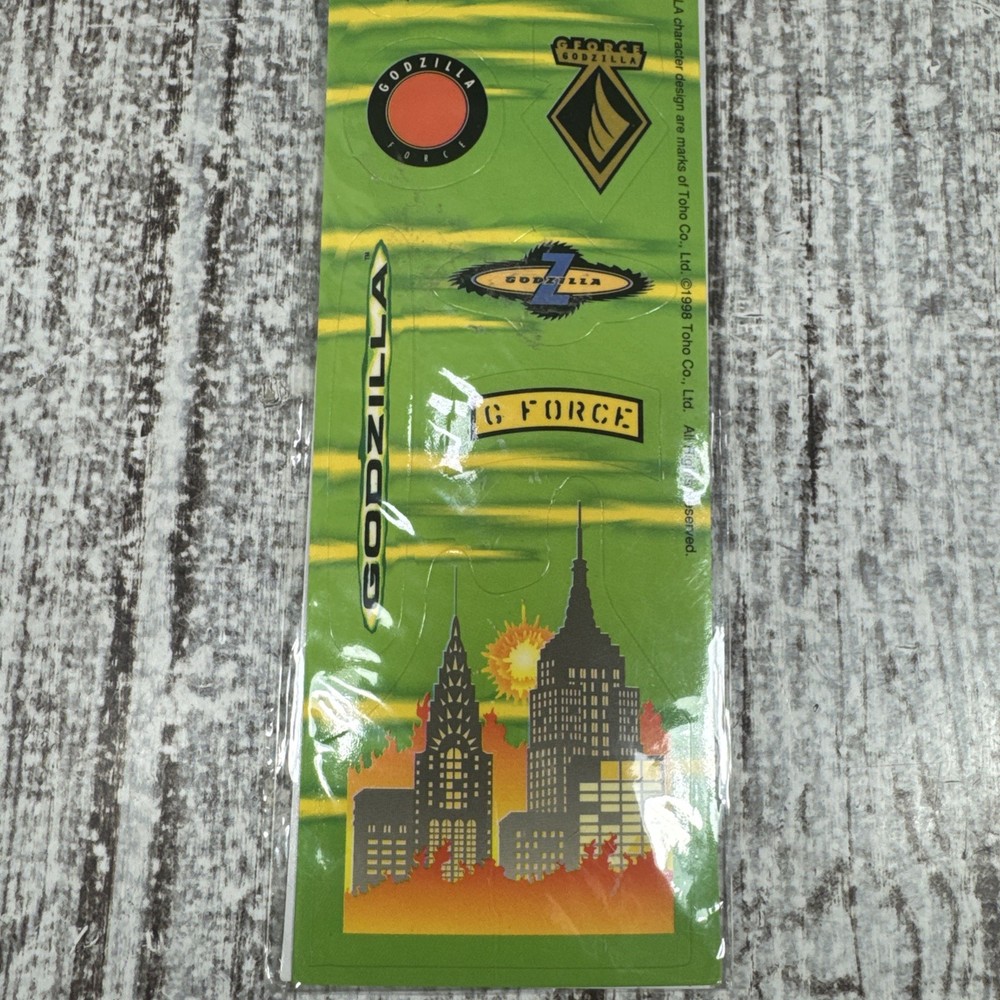 GODZILLA
FORCE
GFORCE
GODZILLA
LA character design are marks of Toho Co., Ltd. ©1998 Toho Co., Ltd. All served.
Z
GODZILLA
GODZILLA™
G FORCE